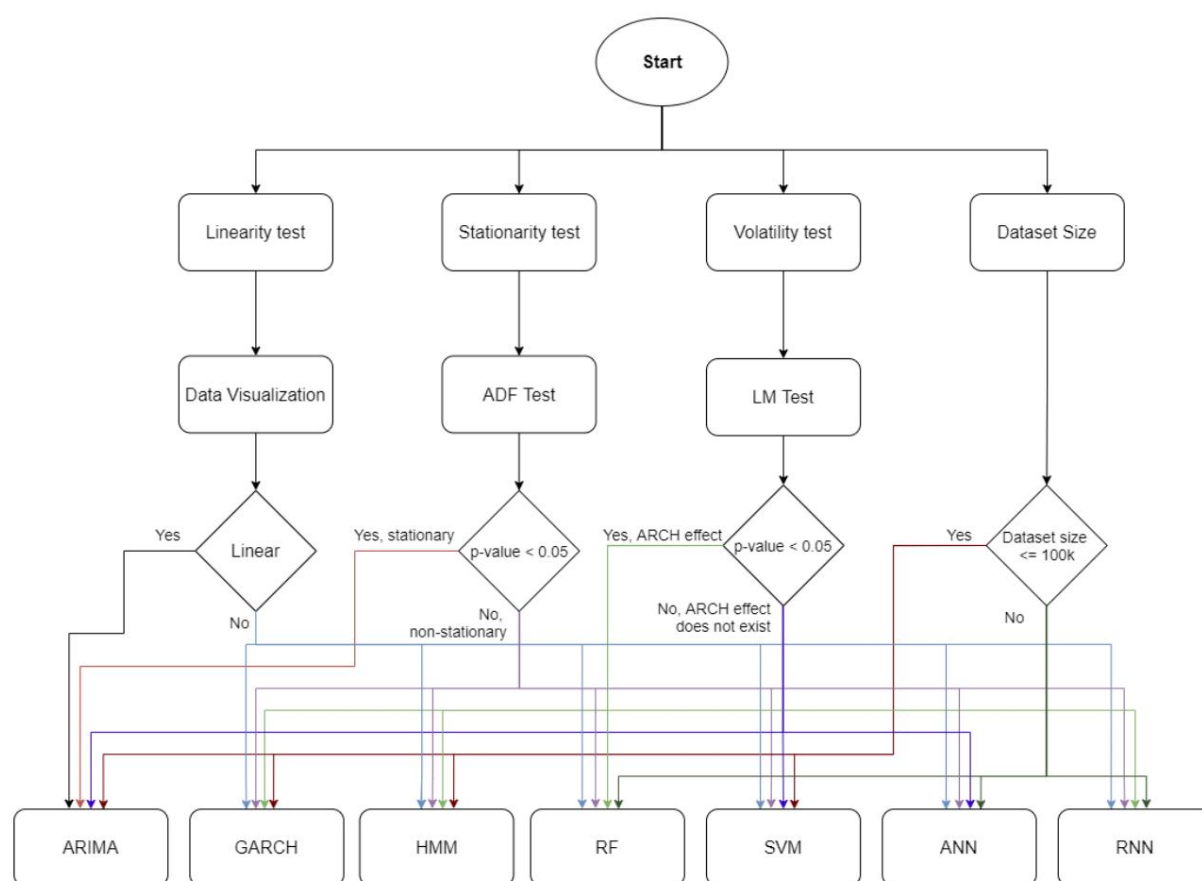 Start
Linearity test
Stationarity test
Volatility test
Dataset Size
Data Visualization
ADF Test
LM Test
Yes
Linear
No
Yes, stationary
p-value < 0.05
No,
non-stationary
Yes, ARCH effect
p-value < 0.05
No, ARCH effect
does not exist
Yes
Dataset size
<= 100k
No
ARIMA
GARCH
HMM
RF
SVM
ANN
RNN